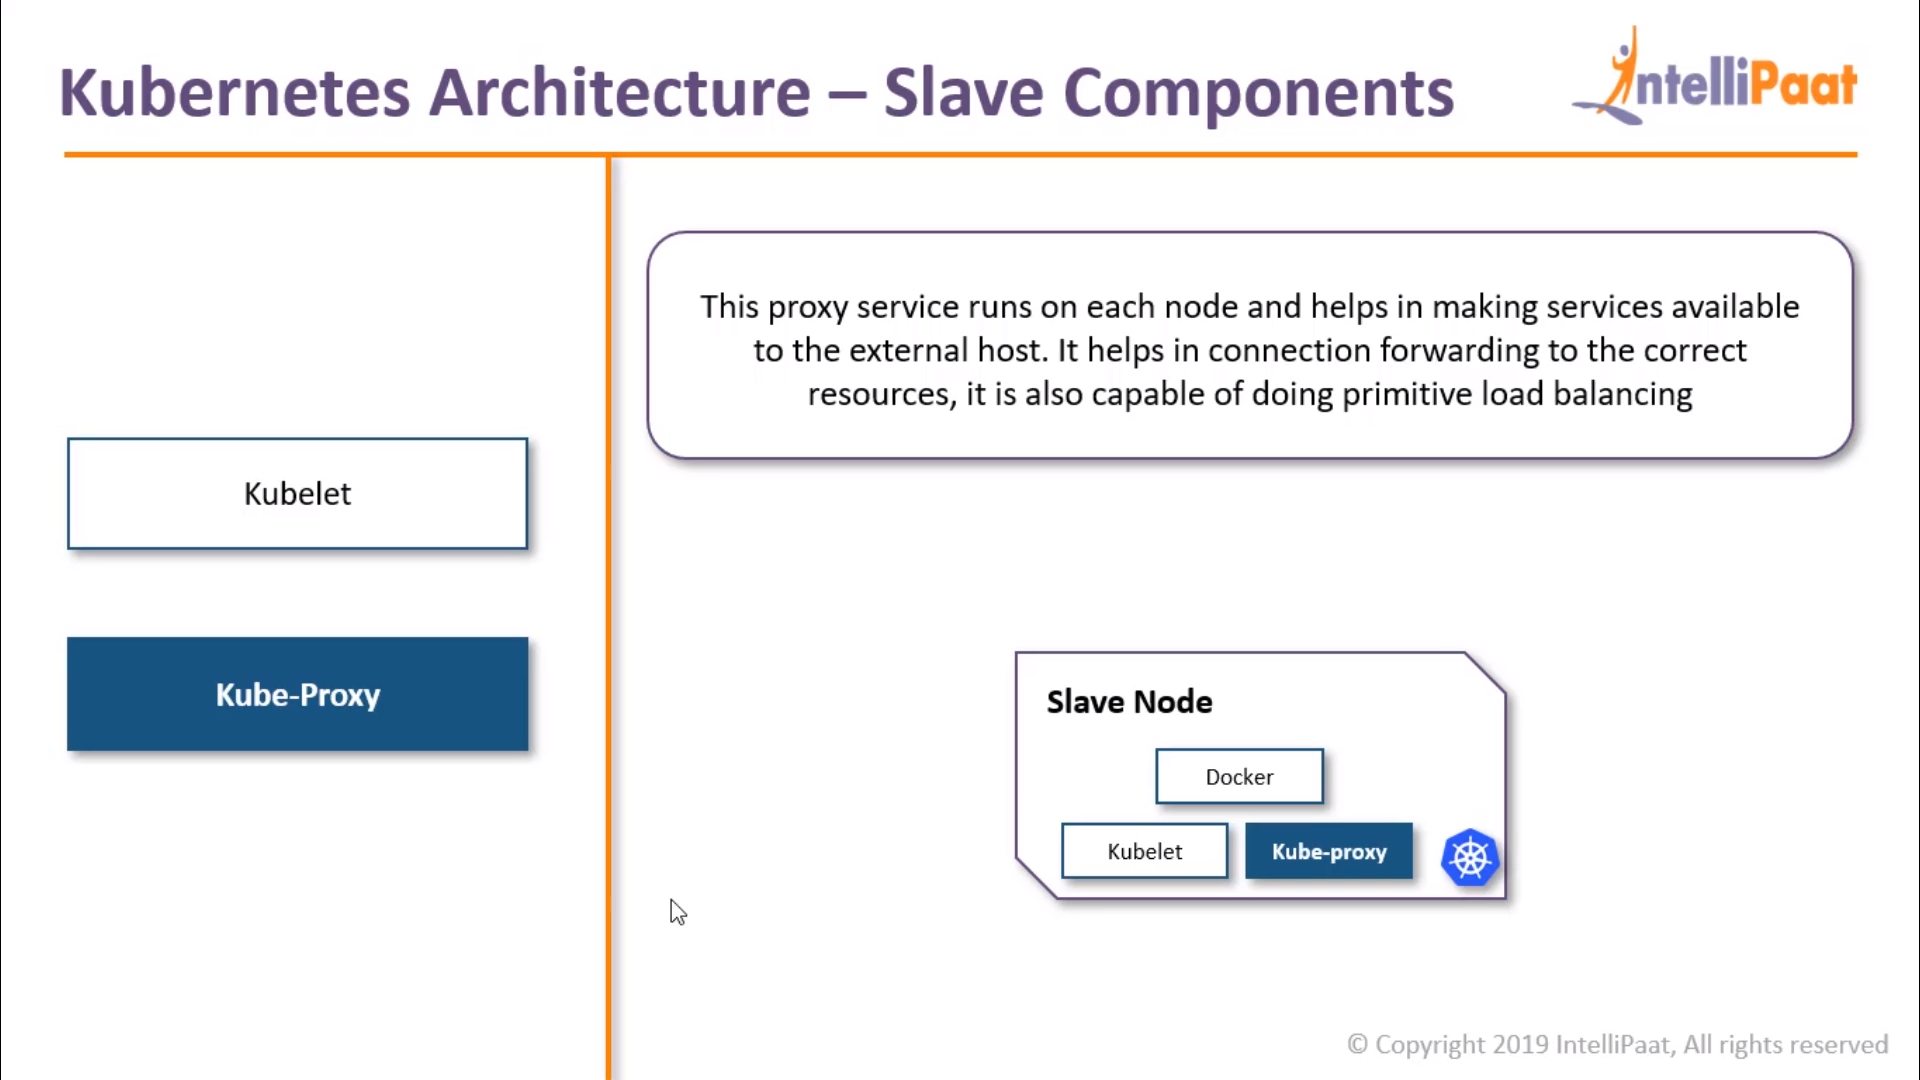 Kubernetes Architecture – Slave Components
IntelliPaat
This proxy service runs on each node and helps in making services available
to the external host. It helps in connection forwarding to the correct
resources, it is also capable of doing primitive load balancing
Kubelet
Kube-Proxy
Slave Node
Docker
Kubelet
Kube-proxy
© Copyright 2019 IntelliPaat, All rights reserved